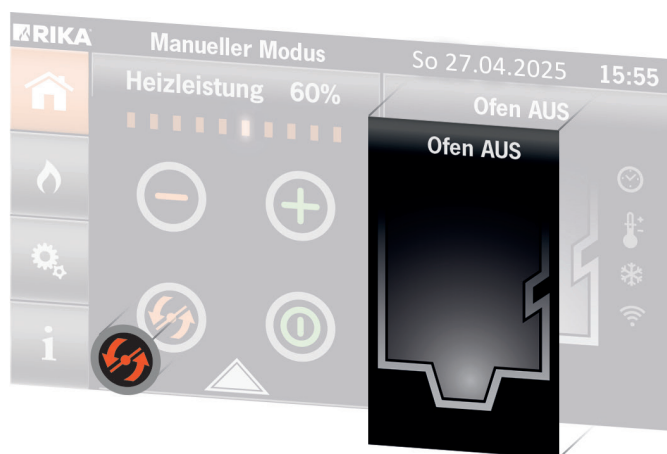 RIKA
Manueller Modus
So 27.04.2025 15:55
Heizleistung 60%
Ofen AUS
Ofen AUS
i